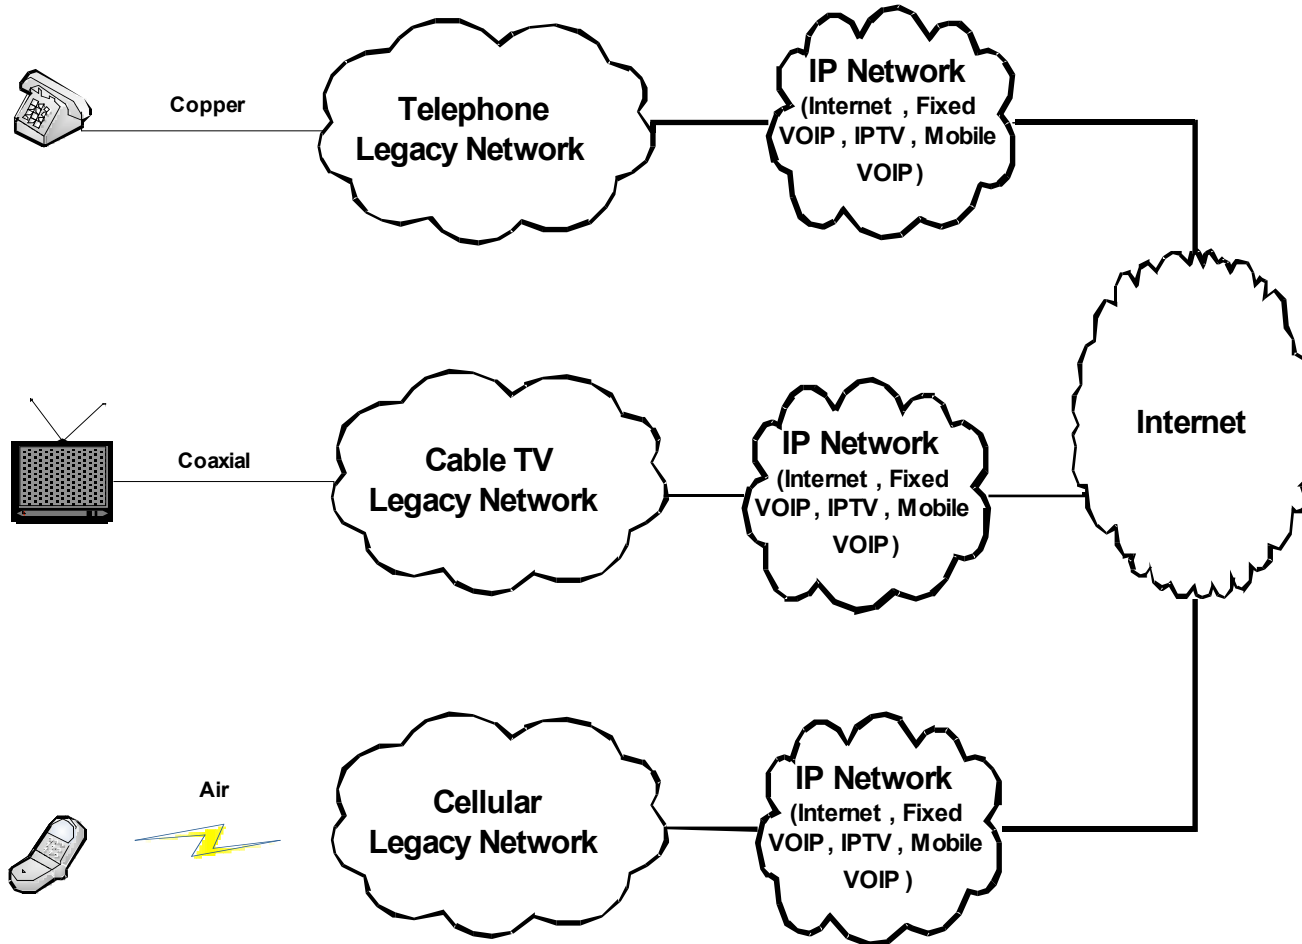 Copper
Telephone
Legacy Network
IP Network
(Internet , Fixed
VOIP , IPTV , Mobile
VOIP )
Coaxial
Cable TV
Legacy Network
IP Network
(Internet , Fixed
VOIP , IPTV , Mobile
VOIP )
Internet
Air
Cellular
Legacy Network
IP Network
(Internet , Fixed
VOIP , IPTV , Mobile
VOIP )